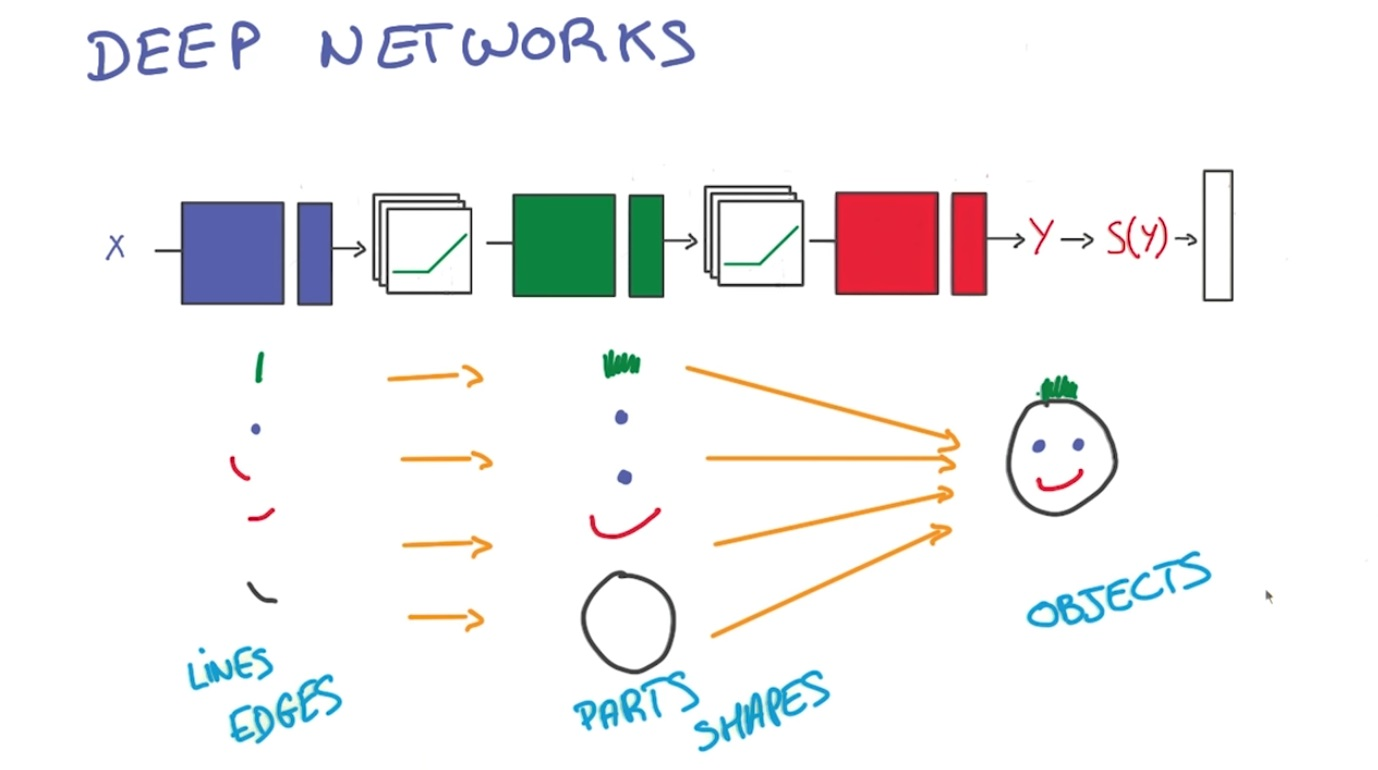 DEEP NETWORKS
X
Y
S(Y)
LINES
EDGES
PARTS
SHAPES
OBJECTS